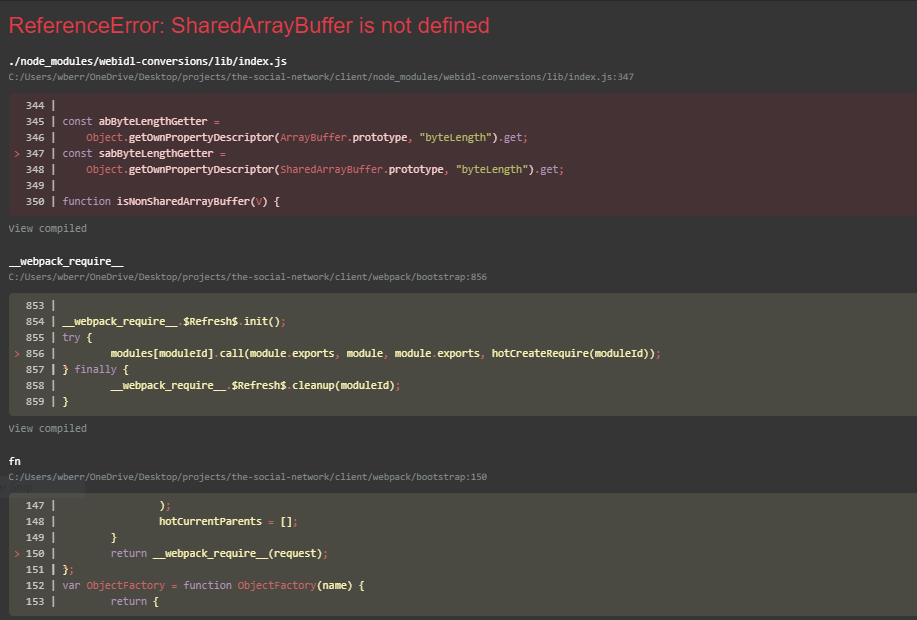 ReferenceError: SharedArrayBuffer is not defined
./node_modules/webidl-conversions/lib/index.js
C:/Users/wberr/OneDrive/Desktop/projects/the-social-network/client/node_modules/webidl-conversions/lib/index.js:347
344 |
345 | const abByteLengthGetter =
346 |     Object.getOwnPropertyDescriptor(ArrayBuffer.prototype, "byteLength").get;
> 347 | const sabByteLengthGetter =
348 |     Object.getOwnPropertyDescriptor(SharedArrayBuffer.prototype, "byteLength").get;
349 |
350 | function isNonSharedArrayBuffer(V) {
View compiled
__webpack_require__
C:/Users/wberr/OneDrive/Desktop/projects/the-social-network/client/webpack/bootstrap:856
853 |
854 | __webpack_require__.$Refresh$.init();
855 | try {
> 856 |         modules[moduleId].call(module.exports, module, module.exports, hotCreateRequire(moduleId));
857 | } finally {
858 |         __webpack_require__.$Refresh$.cleanup(moduleId);
859 | }
View compiled
fn
C:/Users/wberr/OneDrive/Desktop/projects/the-social-network/client/webpack/bootstrap:150
147 |                 );
148 |                 hotCurrentParents = [];
149 |         }
> 150 |         return __webpack_require__(request);
151 | };
152 | var ObjectFactory = function ObjectFactory(name) {
153 |         return {